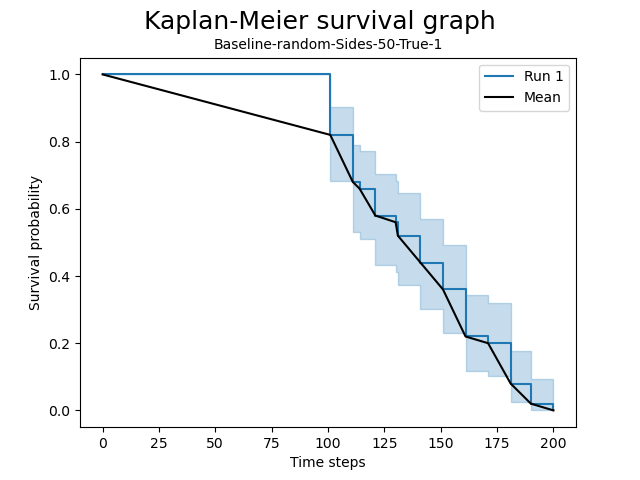 Kaplan-Meier survival graph
Baseline-random-Sides-50-True-1
Run 1
Mean
Survival probability
1.0
0.8
0.6
0.4
0.2
0.0
0 25 50 75 100 125 150 175 200
Time steps